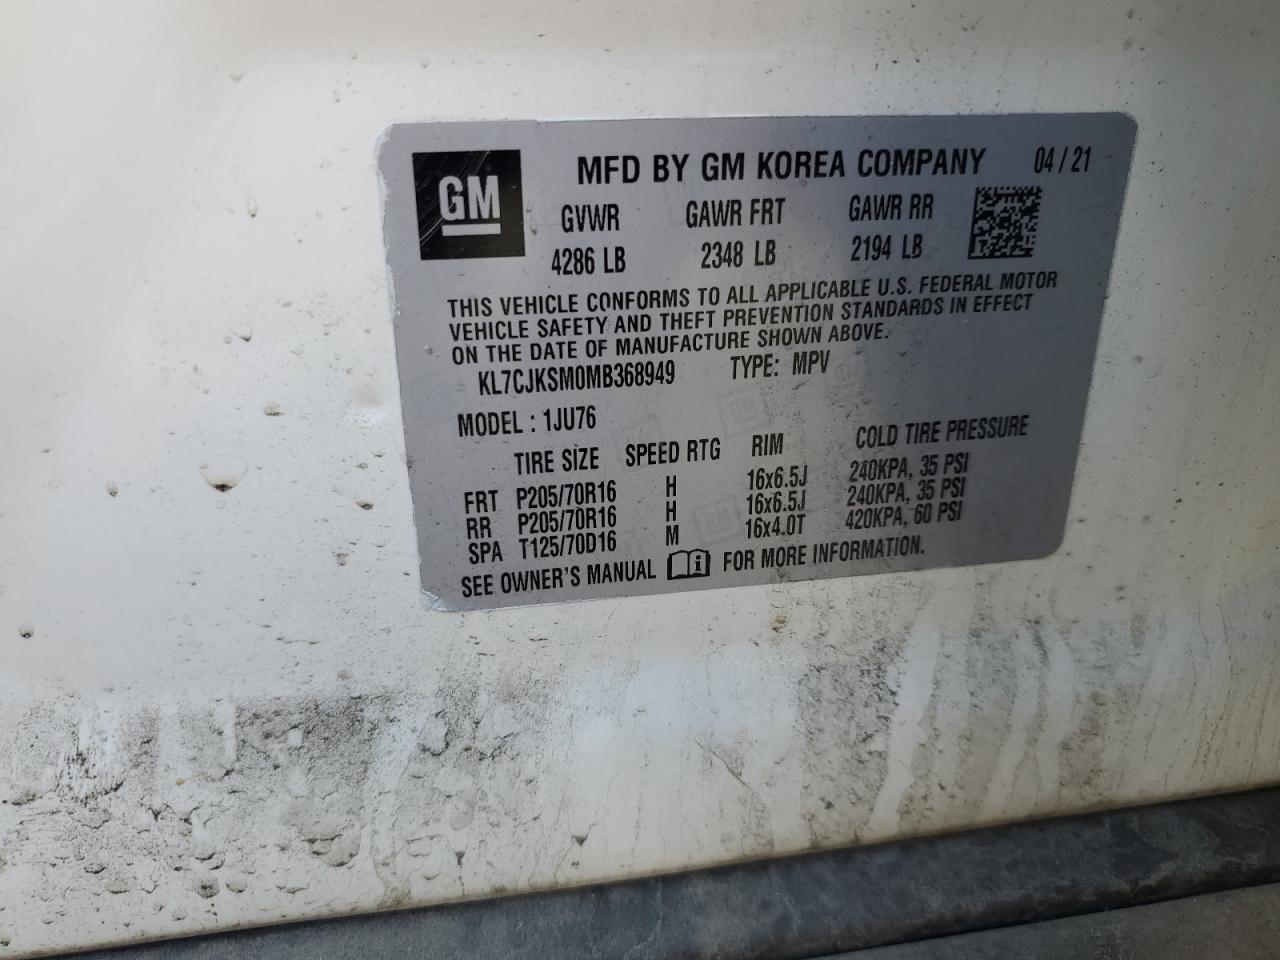 GM
MFD BY GM KOREA COMPANY 04 / 21
GVWR GAWR FRT GAWR RR
4286 LB 2348 LB 2194 LB
THIS VEHICLE CONFORMS TO ALL APPLICABLE U.S. FEDERAL MOTOR
VEHICLE SAFETY AND THEFT PREVENTION STANDARDS IN EFFECT
ON THE DATE OF MANUFACTURE SHOWN ABOVE.
KL7CJKSM0MB368949 TYPE: MPV
MODEL : 1JU76
TIRE SIZE SPEED RTG RIM COLD TIRE PRESSURE
FRT P205/70R16 H 16x6.5J 240KPA, 35 PSI
RR P205/70R16 H 16x6.5J 240KPA, 35 PSI
SPA T125/70D16 M 16x4.0T 420KPA, 60 PSI
SEE OWNER'S MANUAL i FOR MORE INFORMATION.